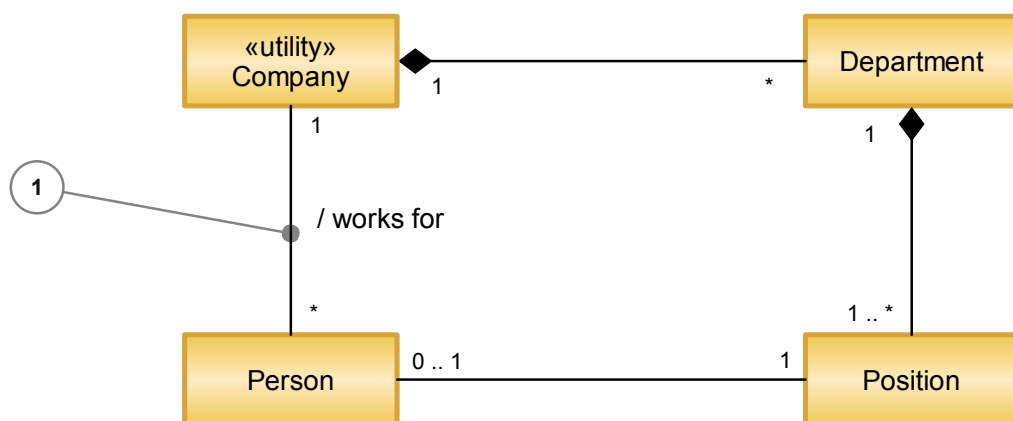 «utility»
Company
Department
1
*
1
1
1
/ works for
*
1 .. *
Person
0 .. 1
1
Position